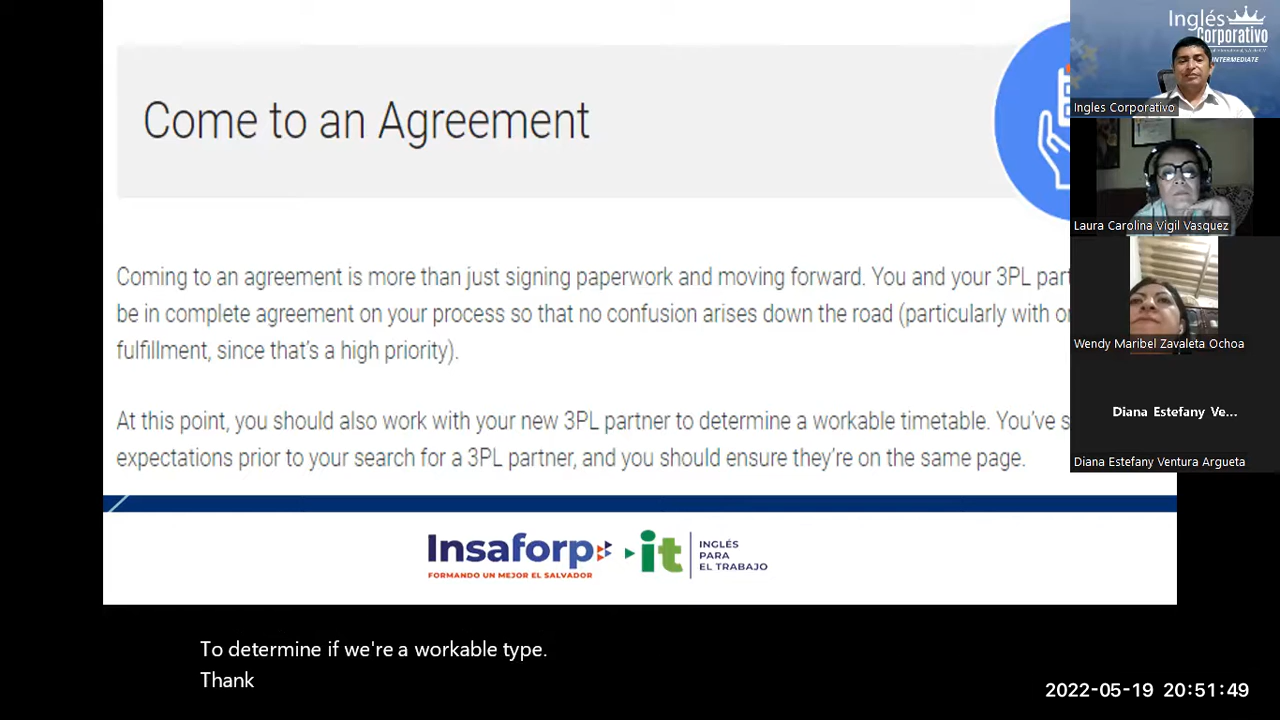 Come to an Agreement
Coming to an agreement is more than just signing paperwork and moving forward. You and your 3PL
be in complete agreement on your process so that no confusion arises down the road (particularly with
fulfillment, since that's a high priority).
At this point, you should also work with your new 3PL partner to determine a workable timetable. You've
expectations prior to your search for a 3PL partner, and you should ensure they're on the same page.
Insaforp
FORMANDO UN MEJOR EL SALVADOR
it
INGLÉS
PARA
EL TRABAJO
Inglés
Corporativo
INTERMEDIATE
Ingles Corporativo
Laura Carolina Vigil Vasquez
Wendy Maribel Zavaleta Ochoa
Diana Estefany Ve...
Diana Estefany Ventura Argueta
To determine if we're a workable type.
Thank
2022-05-19 20:51:49